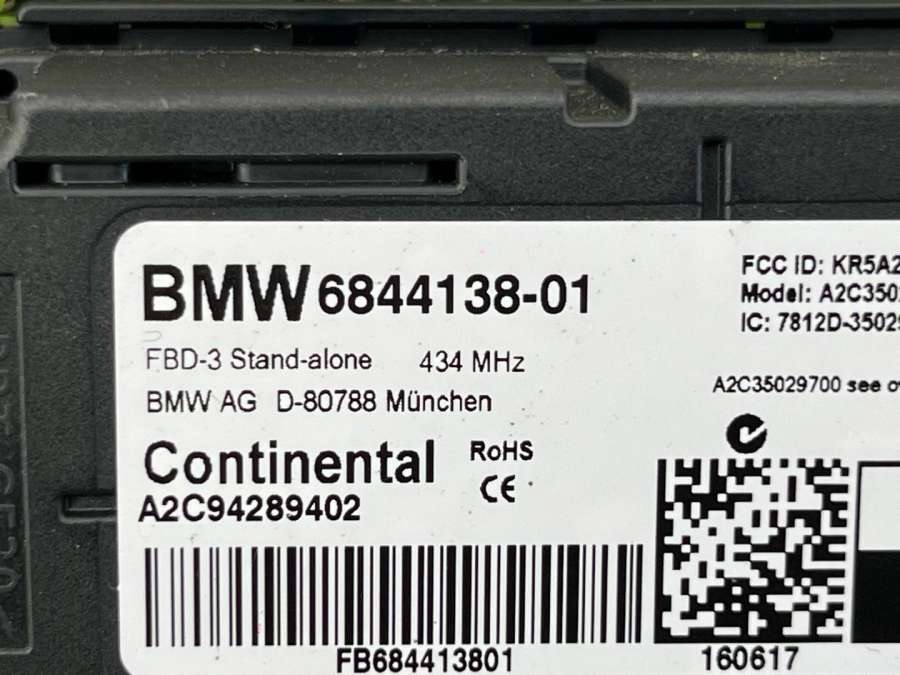 BMW 6844138-01
FBD-3 Stand-alone 434 MHz
BMW AG D-80788 München
Continental
A2C94289402
RoHS
CE
FB684413801
FCC ID: KR5A2
Model: A2C350
IC: 7812D-3502
A2C35029700 see
160617